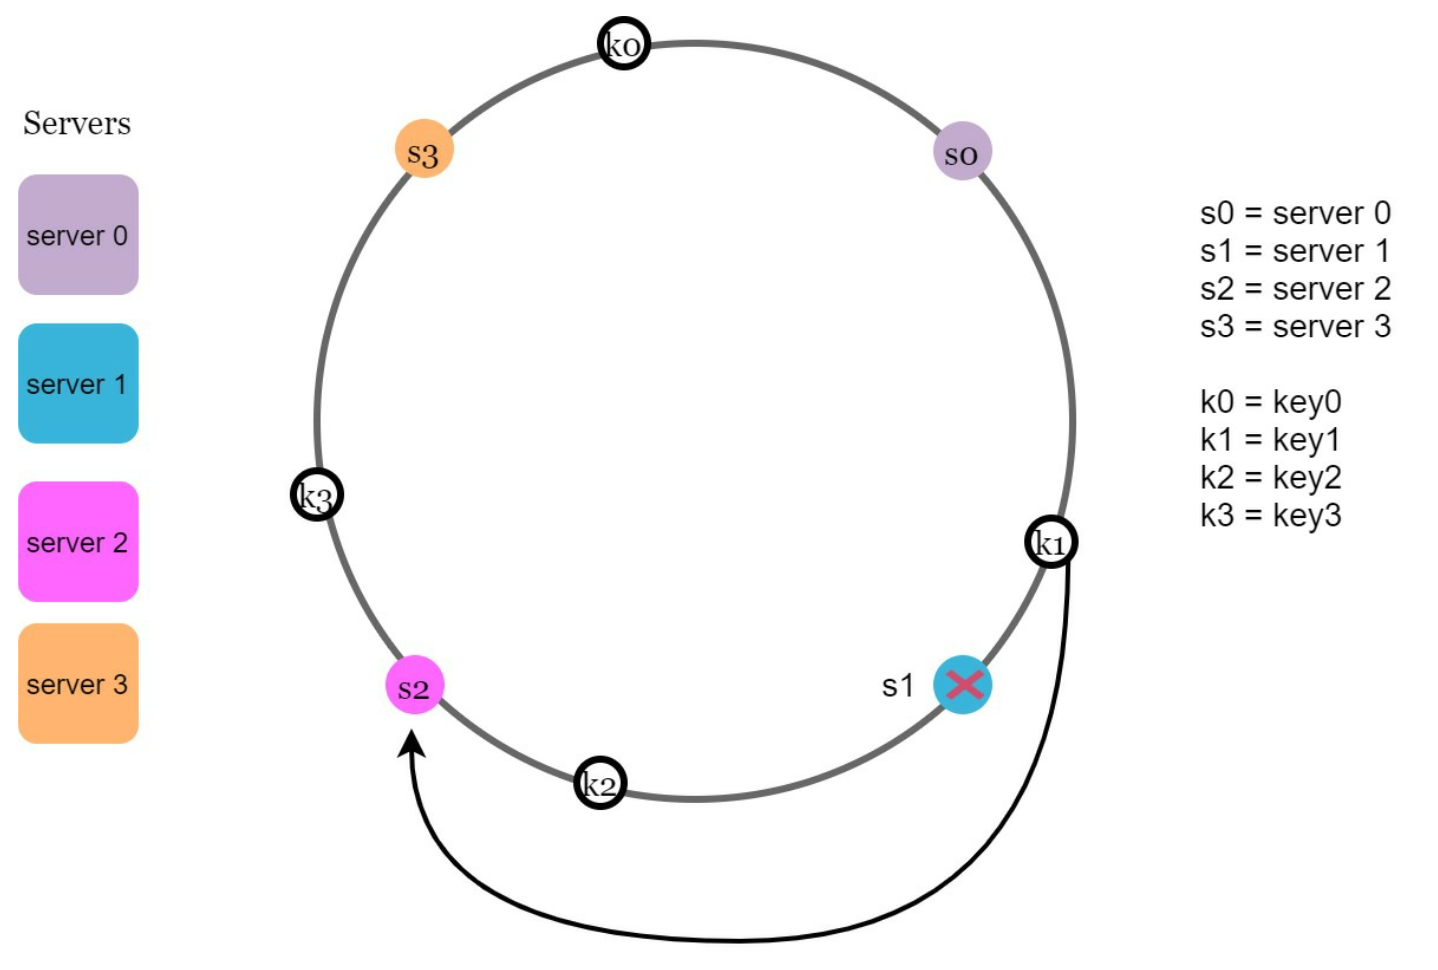 Servers
server 0
server 1
server 2
server 3
k0
s3
s0
k3
k1
s2
s1
k2
s0 = server 0
s1 = server 1
s2 = server 2
s3 = server 3
k0 = key0
k1 = key1
k2 = key2
k3 = key3